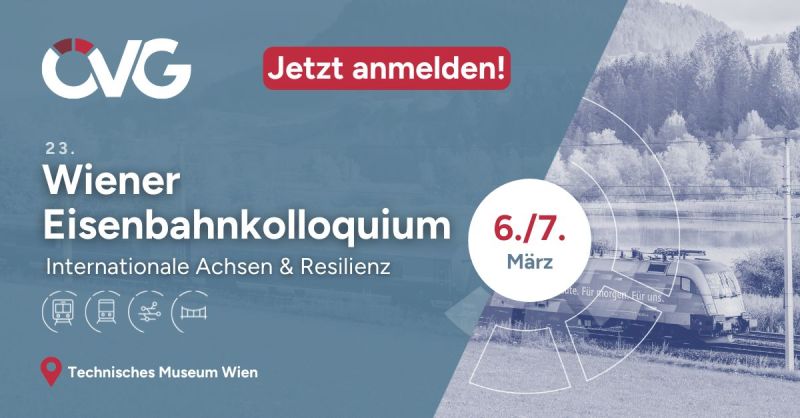 ÖVG
Jetzt anmelden!
23.
Wiener
Eisenbahnkolloquium
Internationale Achsen & Resilienz
6./7.
März
Für morgen. Für uns.
Technisches Museum Wien